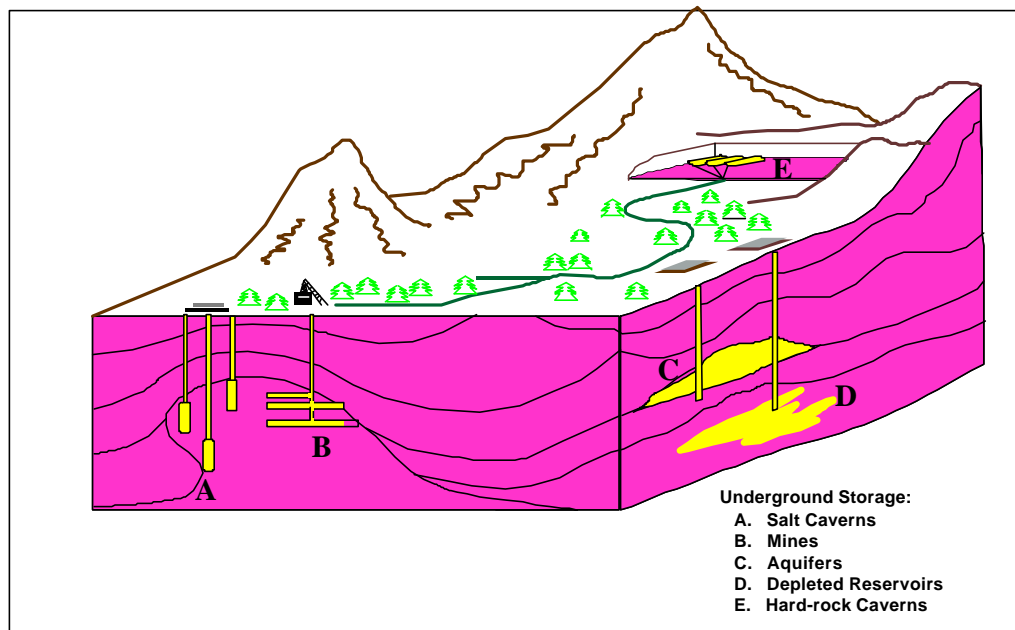 E
C
D
B
A
Underground Storage:
A. Salt Caverns
B. Mines
C. Aquifers
D. Depleted Reservoirs
E. Hard-rock Caverns